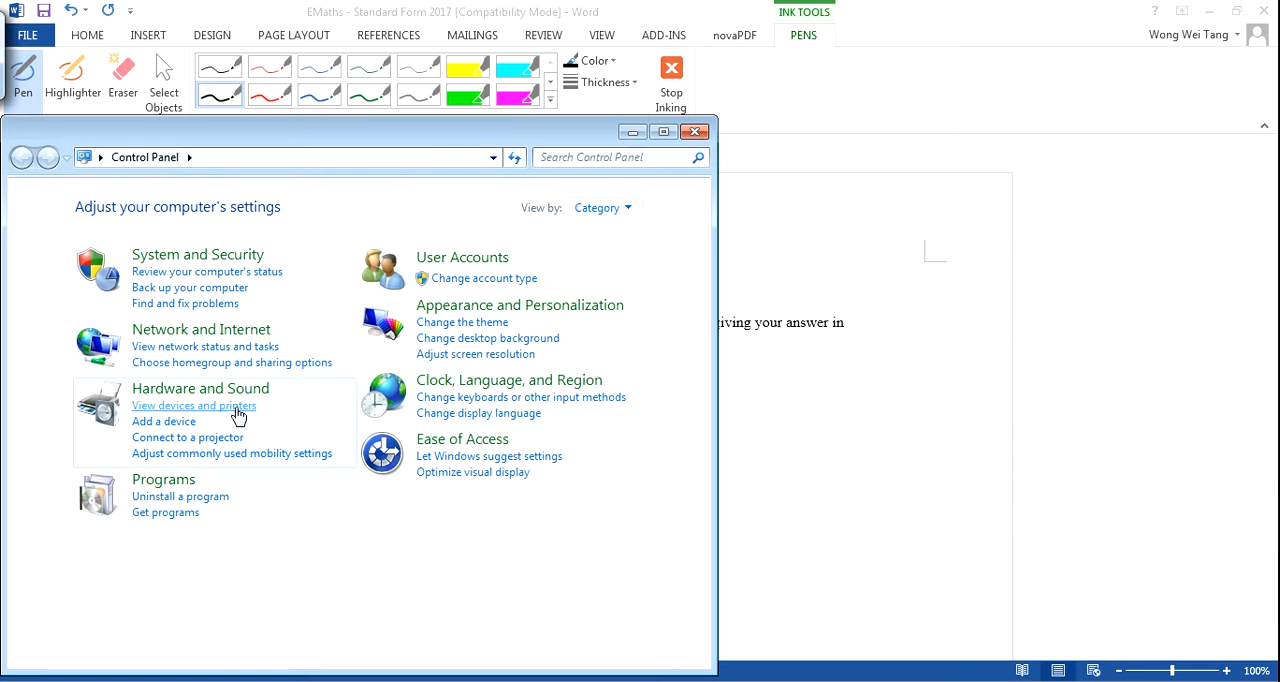 EMaths - Standard Form 2017 [Compatibility Mode] - Word
INK TOOLS
?
FILE HOME INSERT DESIGN PAGE LAYOUT REFERENCES MAILINGS REVIEW VIEW ADD-INS novaPDF PENS
Wong Wei Tang
Pen
Highlighter
Eraser
Select
Objects
Color
Thickness
Stop
Inking
Control Panel
Search Control Panel
Adjust your computer's settings
View by: Category
System and Security
Review your computer's status
Back up your computer
Find and fix problems
Network and Internet
View network status and tasks
Choose homegroup and sharing options
Hardware and Sound
View devices and printers
Add a device
Connect to a projector
Adjust commonly used mobility settings
Programs
Uninstall a program
Get programs
User Accounts
Change account type
Appearance and Personalization
Change the theme
Change desktop background
Adjust screen resolution
Clock, Language, and Region
Change keyboards or other input methods
Change display language
Ease of Access
Let Windows suggest settings
Optimize visual display
giving your answer in
100%